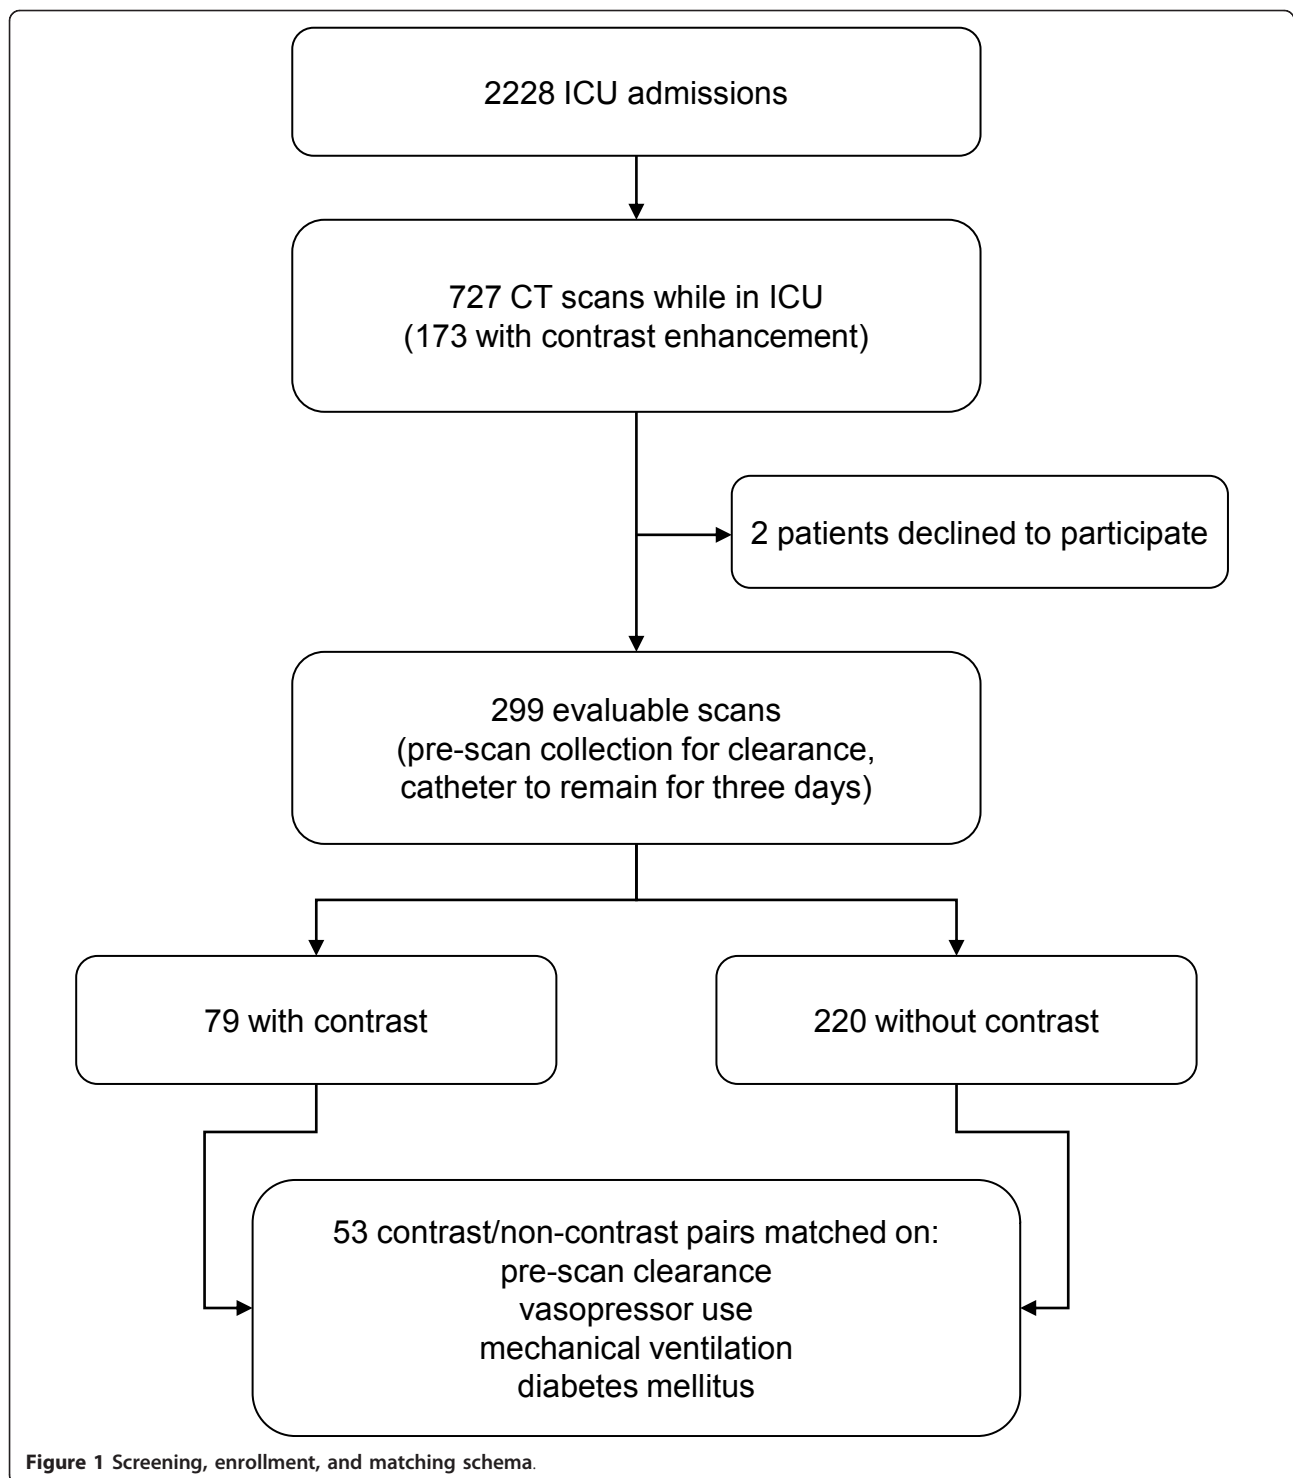 2228 ICU admissions
727 CT scans while in ICU
(173 with contrast enhancement)
2 patients declined to participate
299 evaluable scans
(pre-scan collection for clearance,
catheter to remain for three days)
79 with contrast
220 without contrast
53 contrast/non-contrast pairs matched on:
pre-scan clearance
vasopressor use
mechanical ventilation
diabetes mellitus
Figure 1 Screening, enrollment, and matching schema.